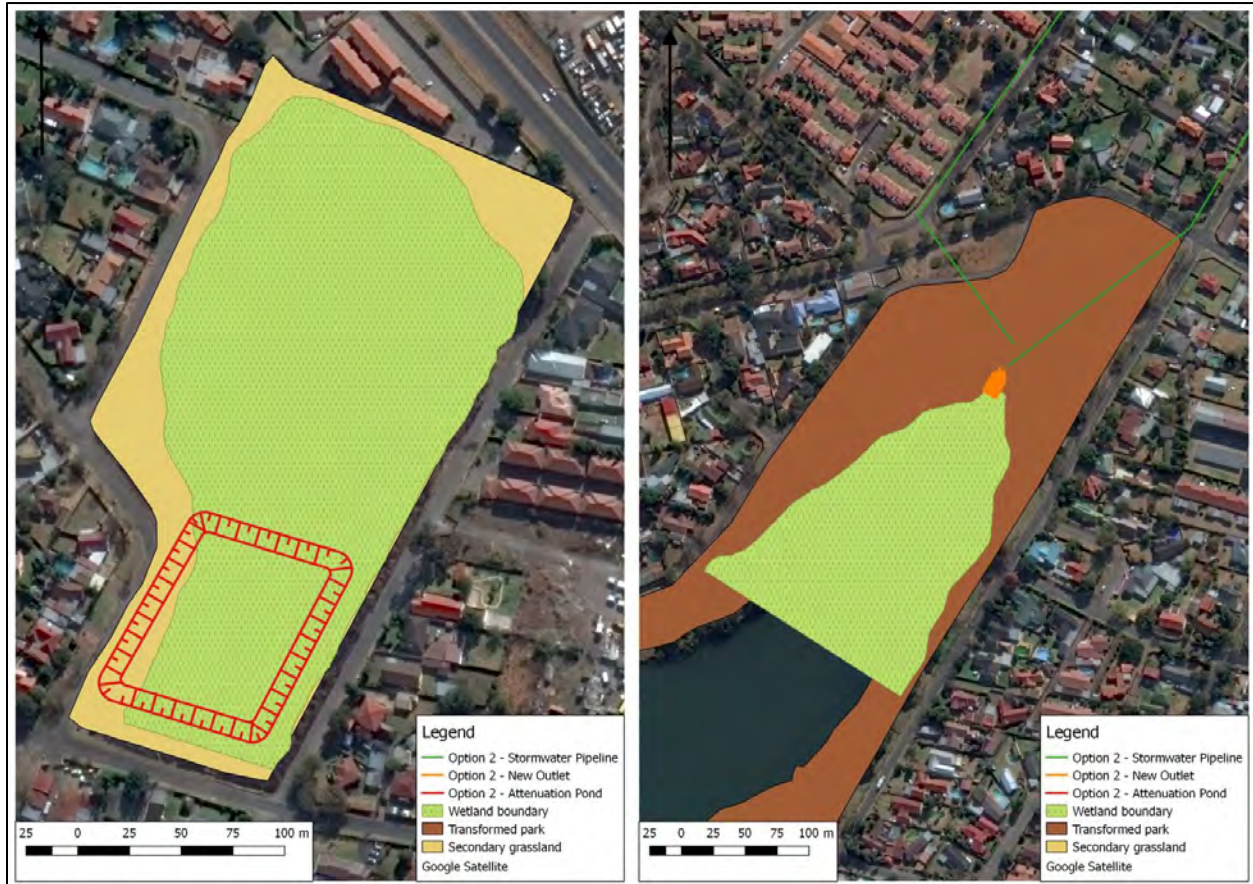 Legend
Option 2 - Stormwater Pipeline
Option 2 - New Outlet
Option 2 - Attenuation Pond
Wetland boundary
Transformed park
Secondary grassland
Google Satellite
25 0 25 50 75 100 m
Legend
Option 2 - Stormwater Pipeline
Option 2 - New Outlet
Option 2 - Attenuation Pond
Wetland boundary
Transformed park
Secondary grassland
Google Satellite
25 0 25 50 75 100 m